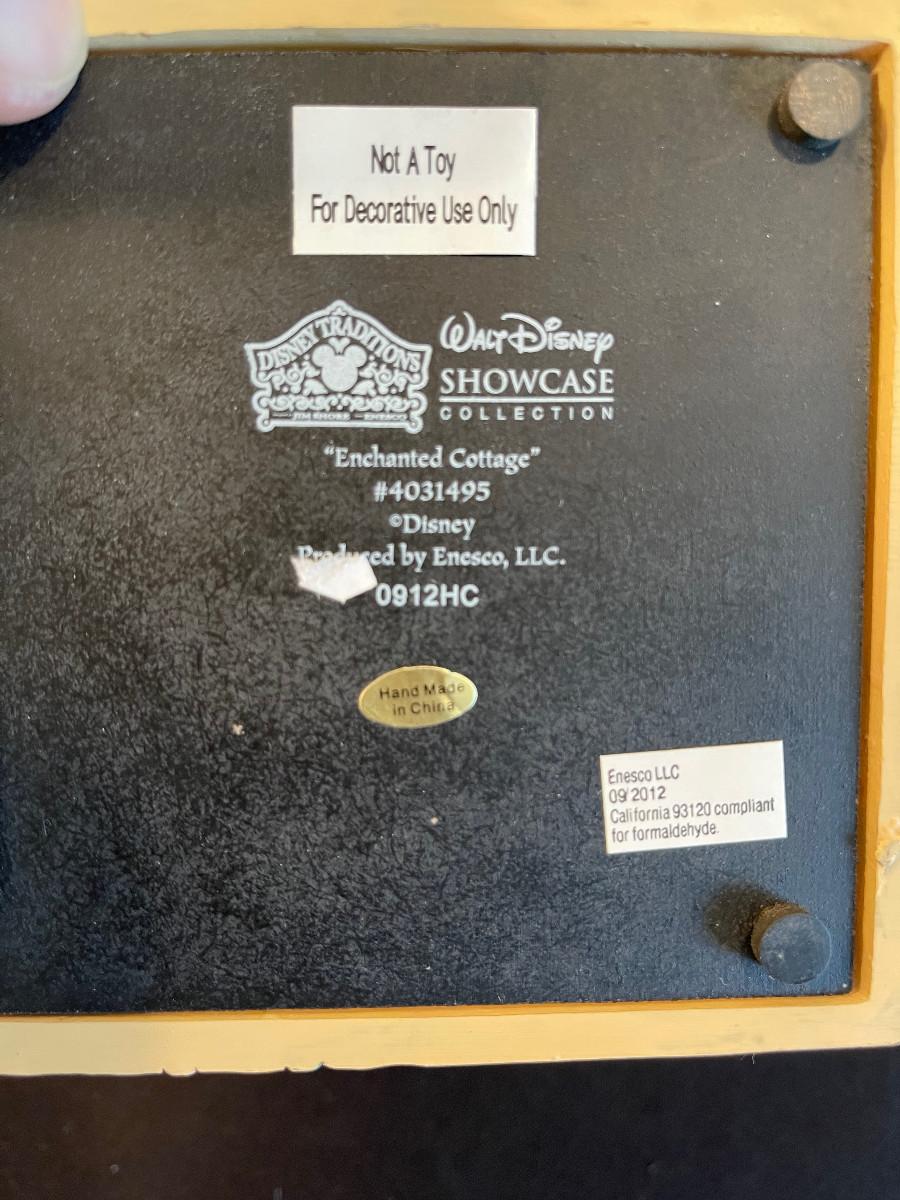 Not A Toy
For Decorative Use Only
DISNEY TRADITIONS
JIM SHORE ENESCO
WALT DISNEY
SHOWCASE
COLLECTION
“Enchanted Cottage”
#4031495
©Disney
Produced by Enesco, LLC.
0912HC
Hand Made
in China
Enesco LLC
09/2012
California 93120 compliant
for formaldehyde.